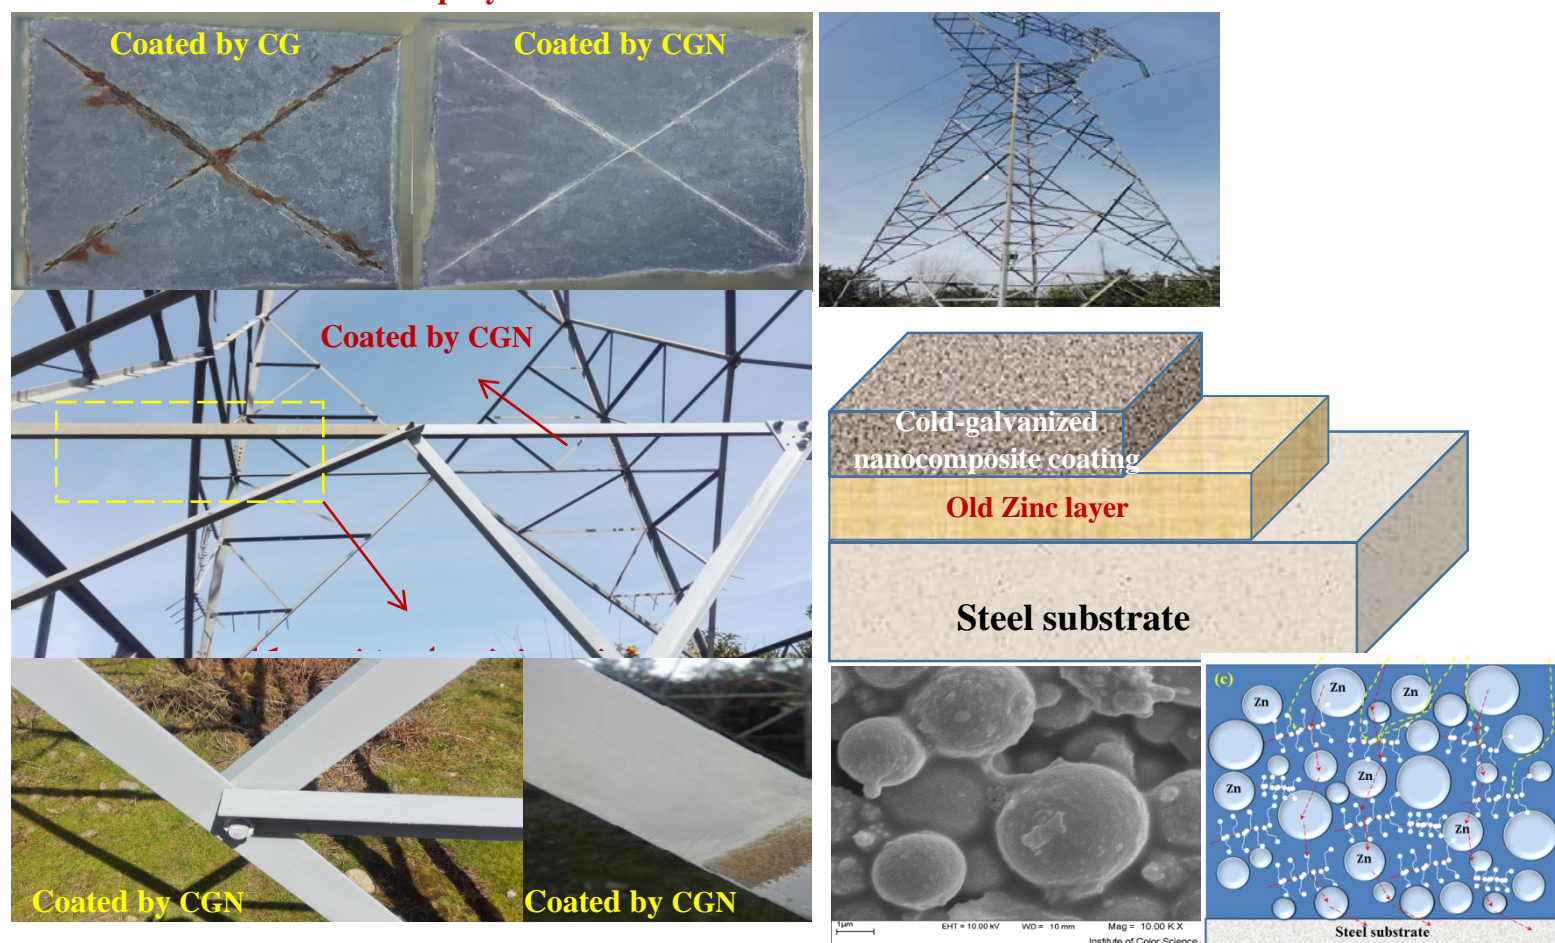 Coated by CG
Coated by CGN
Coated by CGN
Cold-galvanized
nanocomposite coating
Old Zinc layer
Steel substrate
Coated by CGN
Coated by CGN
1µm
EHT = 10.00 kV
WD = 10 mm
Mag = 10.00 K X
Institute of Color Science
(c)
Zn
Zn
Zn
Zn
Zn
Zn
Zn
Steel substrate